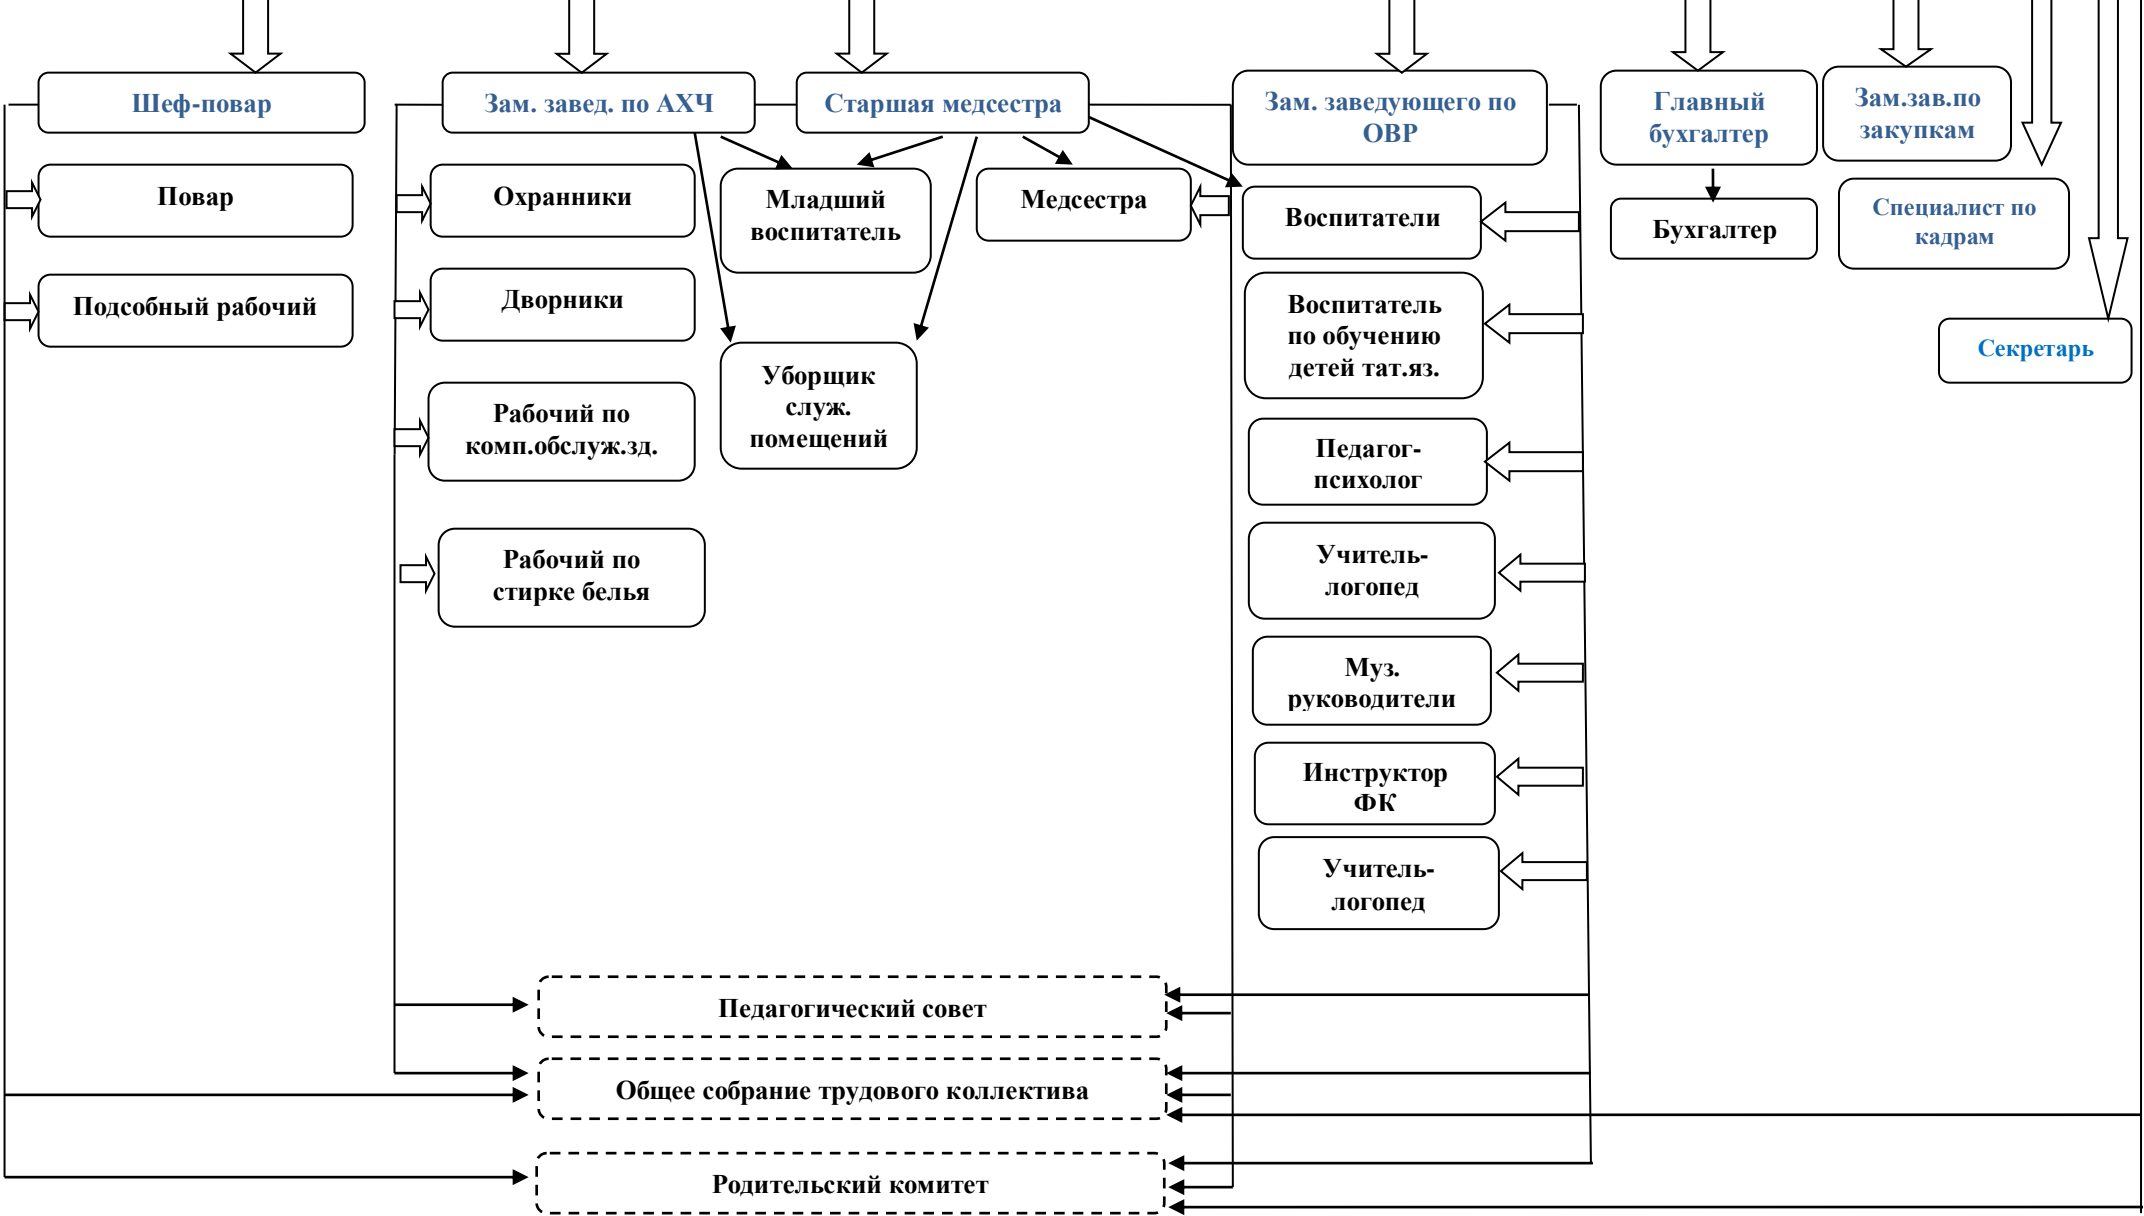 Шеф-повар
Зам. завед. по АХЧ
Старшая медсестра
Зам. заведующего по
ОВР
Главный
бухгалтер
Зам.зав.по
закупкам
Повар
Охранники
Младший
воспитатель
Медсестра
Воспитатели
Бухгалтер
Специалист по
кадрам
Подсобный рабочий
Дворники
Воспитатель
по обучению
детей тат.яз.
Секретарь
Уборщик
служ.
помещений
Рабочий по
комп.обслуж.зд.
Педагог-
психолог
Рабочий по
стирке белья
Учитель-
логопед
Муз.
руководители
Инструктор
ФК
Учитель-
логопед
Педагогический совет
Общее собрание трудового коллектива
Родительский комитет